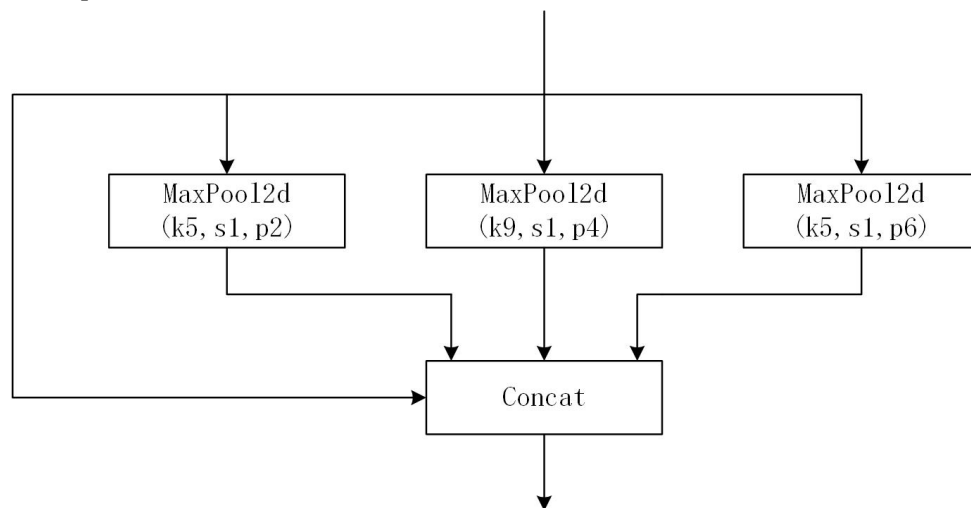 MaxPool2d
(k5, s1, p2)
MaxPool2d
(k9, s1, p4)
MaxPool2d
(k5, s1, p6)
Concat